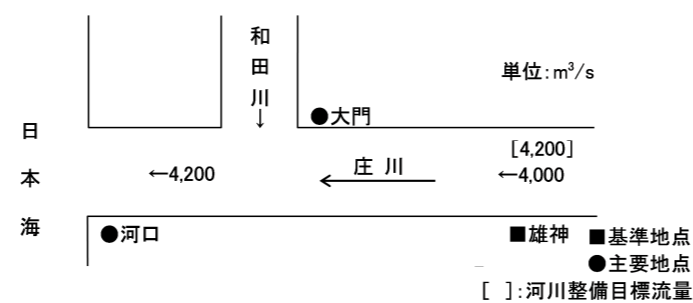 和田川
↓
単位:m³/s
●大門
日本海
[4,200]
←4,200
庄 川
←4,000
●河口
■雄神
■基準地点
●主要地点
[ ]:河川整備目標流量